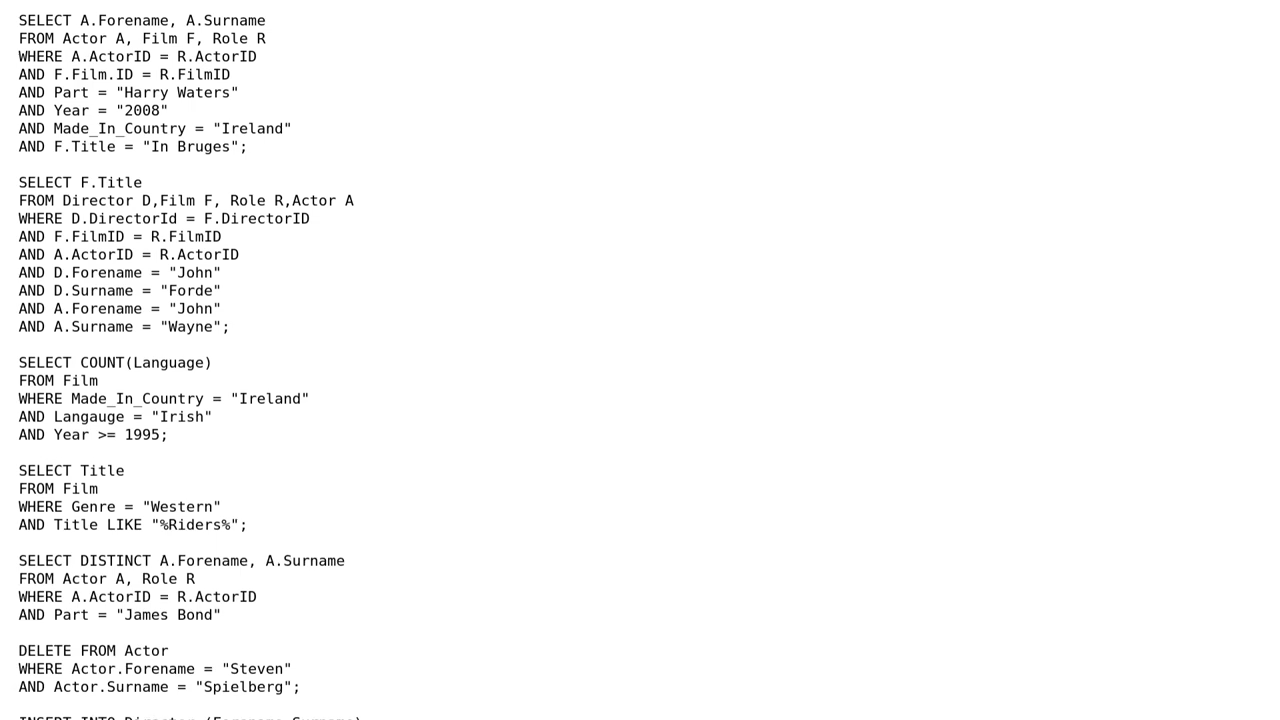 SELECT A.Forename, A.Surname
FROM Actor A, Film F, Role R
WHERE A.ActorID = R.ActorID
AND F.Film.ID = R.FilmID
AND Part = "Harry Waters"
AND Year = "2008"
AND Made_In_Country = "Ireland"
AND F.Title = "In Bruges";

SELECT F.Title
FROM Director D,Film F, Role R,Actor A
WHERE D.DirectorId = F.DirectorID
AND F.FilmID = R.FilmID
AND A.ActorID = R.ActorID
AND D.Forename = "John"
AND D.Surname = "Forde"
AND A.Forename = "John"
AND A.Surname = "Wayne";

SELECT COUNT(Language)
FROM Film
WHERE Made_In_Country = "Ireland"
AND Langauge = "Irish"
AND Year >= 1995;

SELECT Title
FROM Film
WHERE Genre = "Western"
AND Title LIKE "%Riders%";

SELECT DISTINCT A.Forename, A.Surname
FROM Actor A, Role R
WHERE A.ActorID = R.ActorID
AND Part = "James Bond"

DELETE FROM Actor
WHERE Actor.Forename = "Steven"
AND Actor.Surname = "Spielberg";